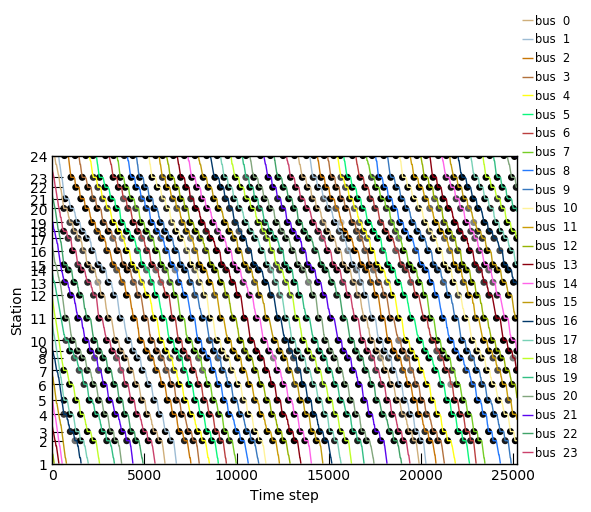 bus 0
bus 1
bus 2
bus 3
bus 4
bus 5
bus 6
bus 7
bus 8
bus 9
bus 10
bus 11
bus 12
bus 13
bus 14
bus 15
bus 16
bus 17
bus 18
bus 19
bus 20
bus 21
bus 22
bus 23
24
23
22
21
20
19
18
17
16
15
14
13
12
11
10
9
8
7
6
5
4
3
2
1
Station
0 5000 10000 15000 20000 25000
Time step